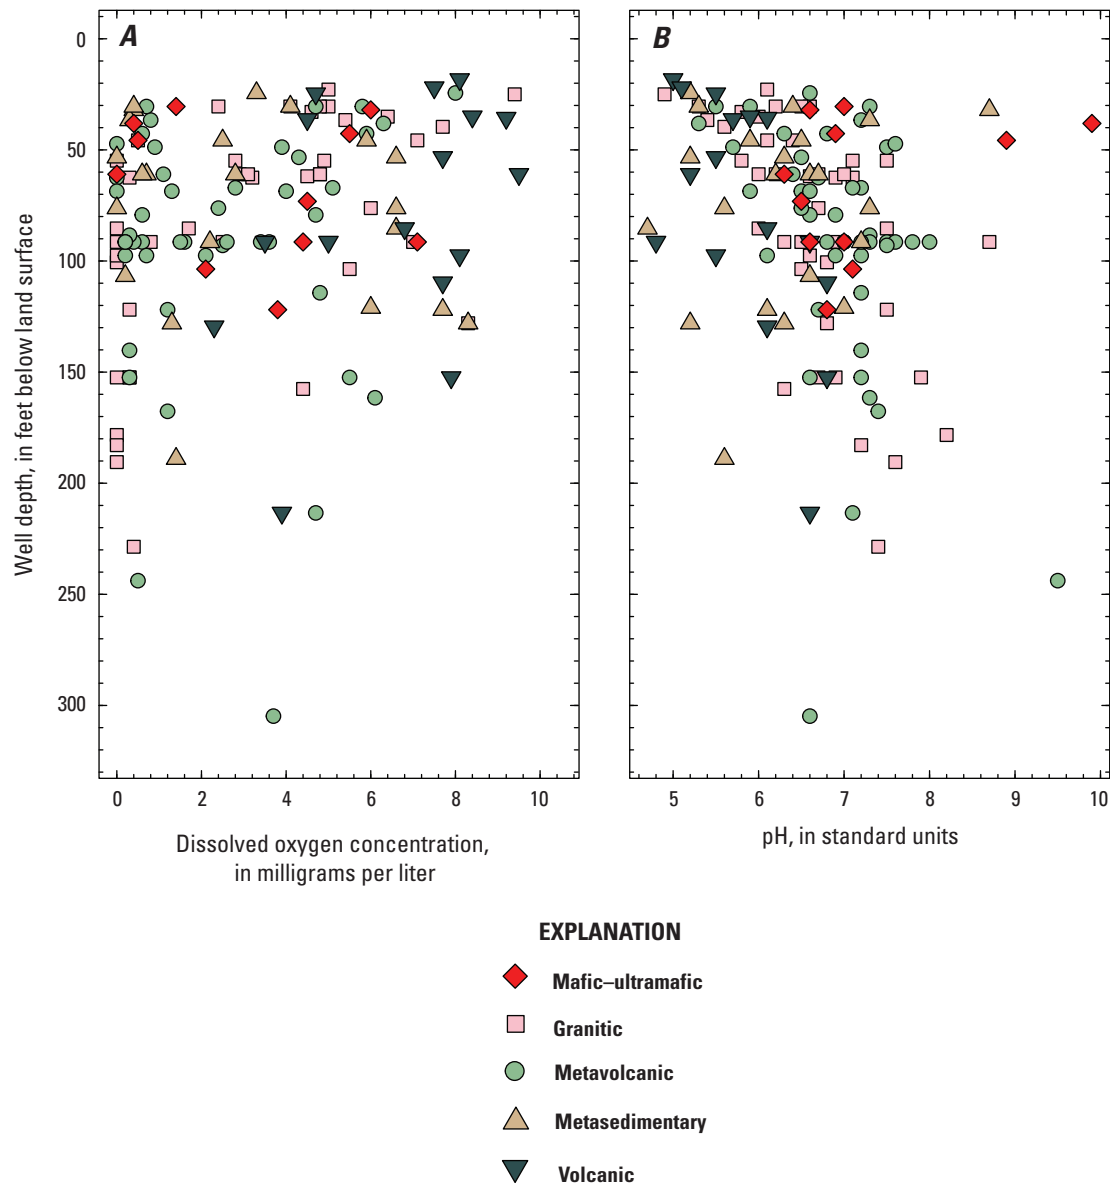 A
B
0
50
100
150
200
250
300
Well depth, in feet below land surface
0
2
4
6
8
10
5
6
7
8
9
10
Dissolved oxygen concentration,
in milligrams per liter
pH, in standard units
EXPLANATION
Mafic–ultramafic
Granitic
Metavolcanic
Metasedimentary
Volcanic